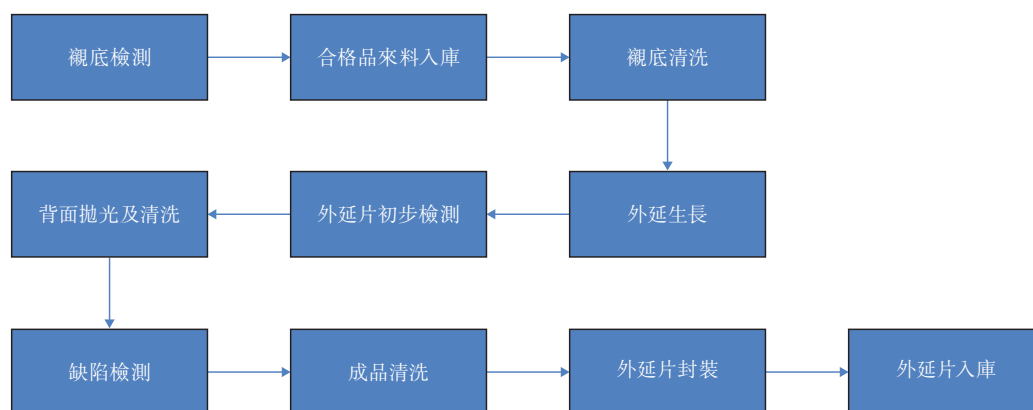 襯底檢測
合格品來料入庫
襯底清洗
外延生長
外延片初步檢測
背面拋光及清洗
缺陷檢測
成品清洗
外延片封裝
外延片入庫